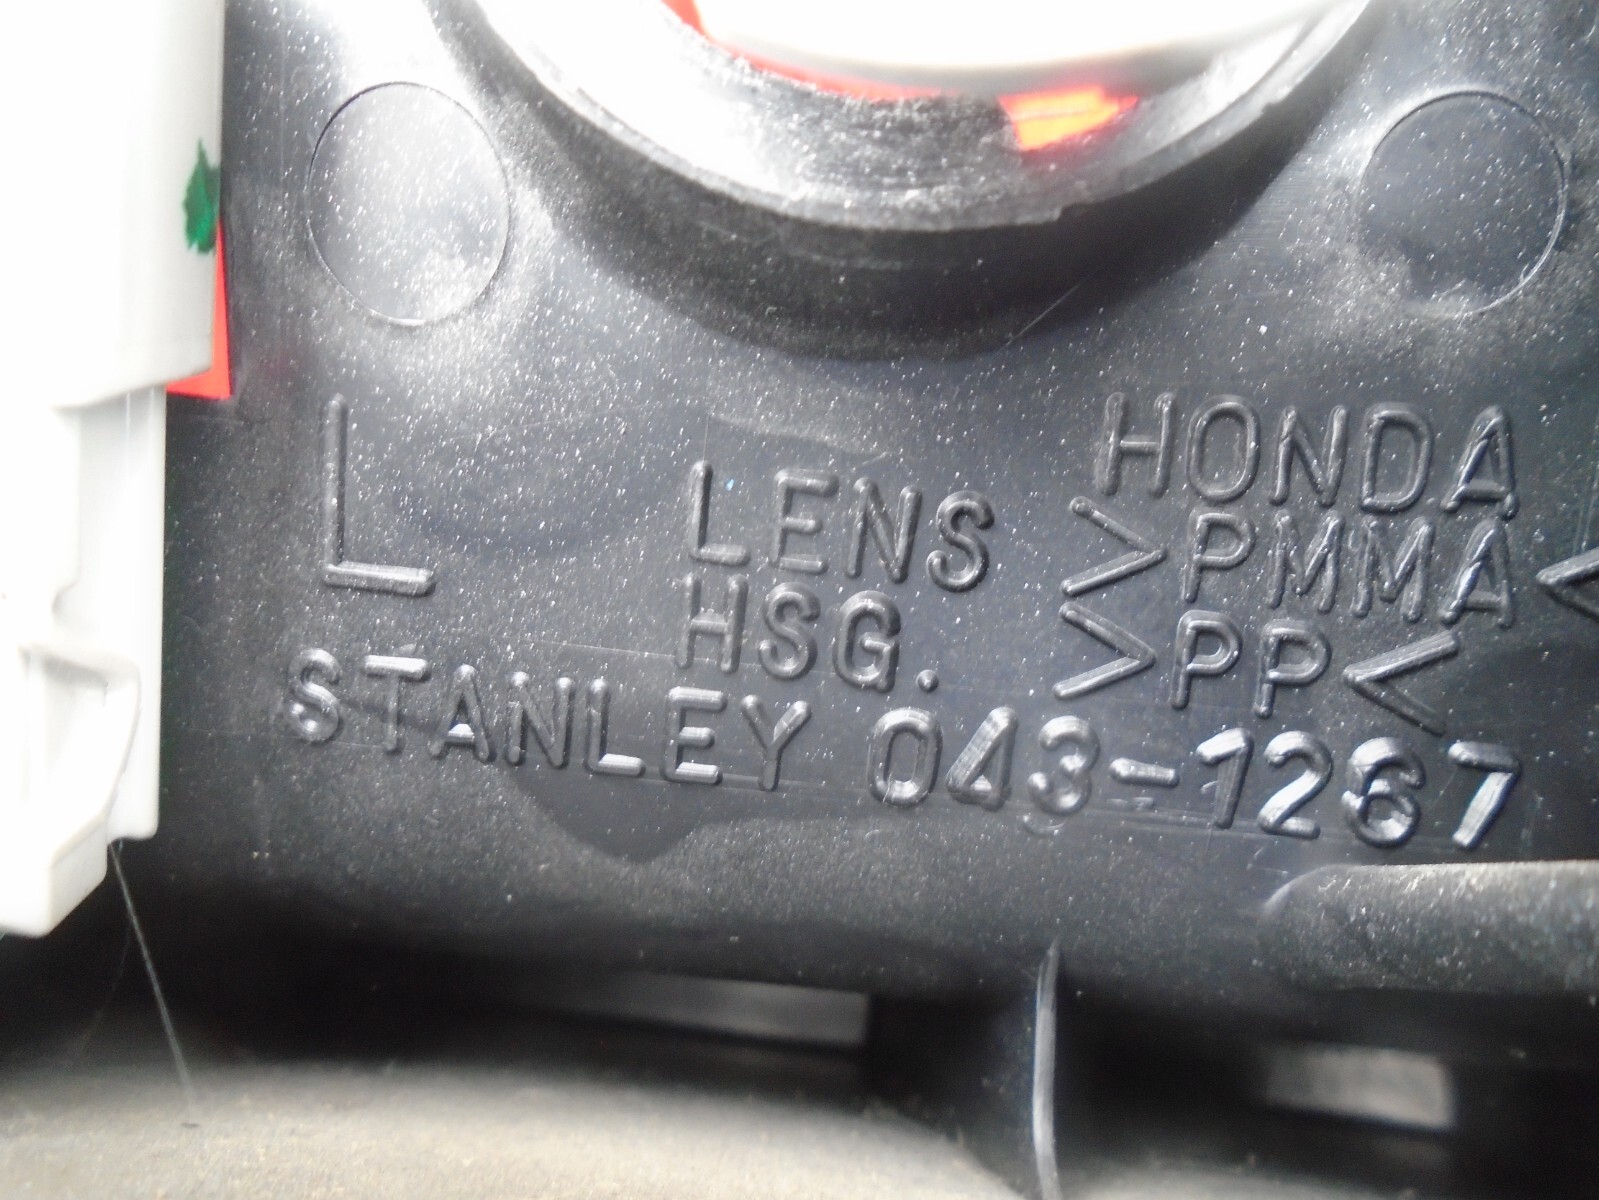 HONDA
L LENS >PMMA<
HSG. >PP<
STANLEY 043-1267